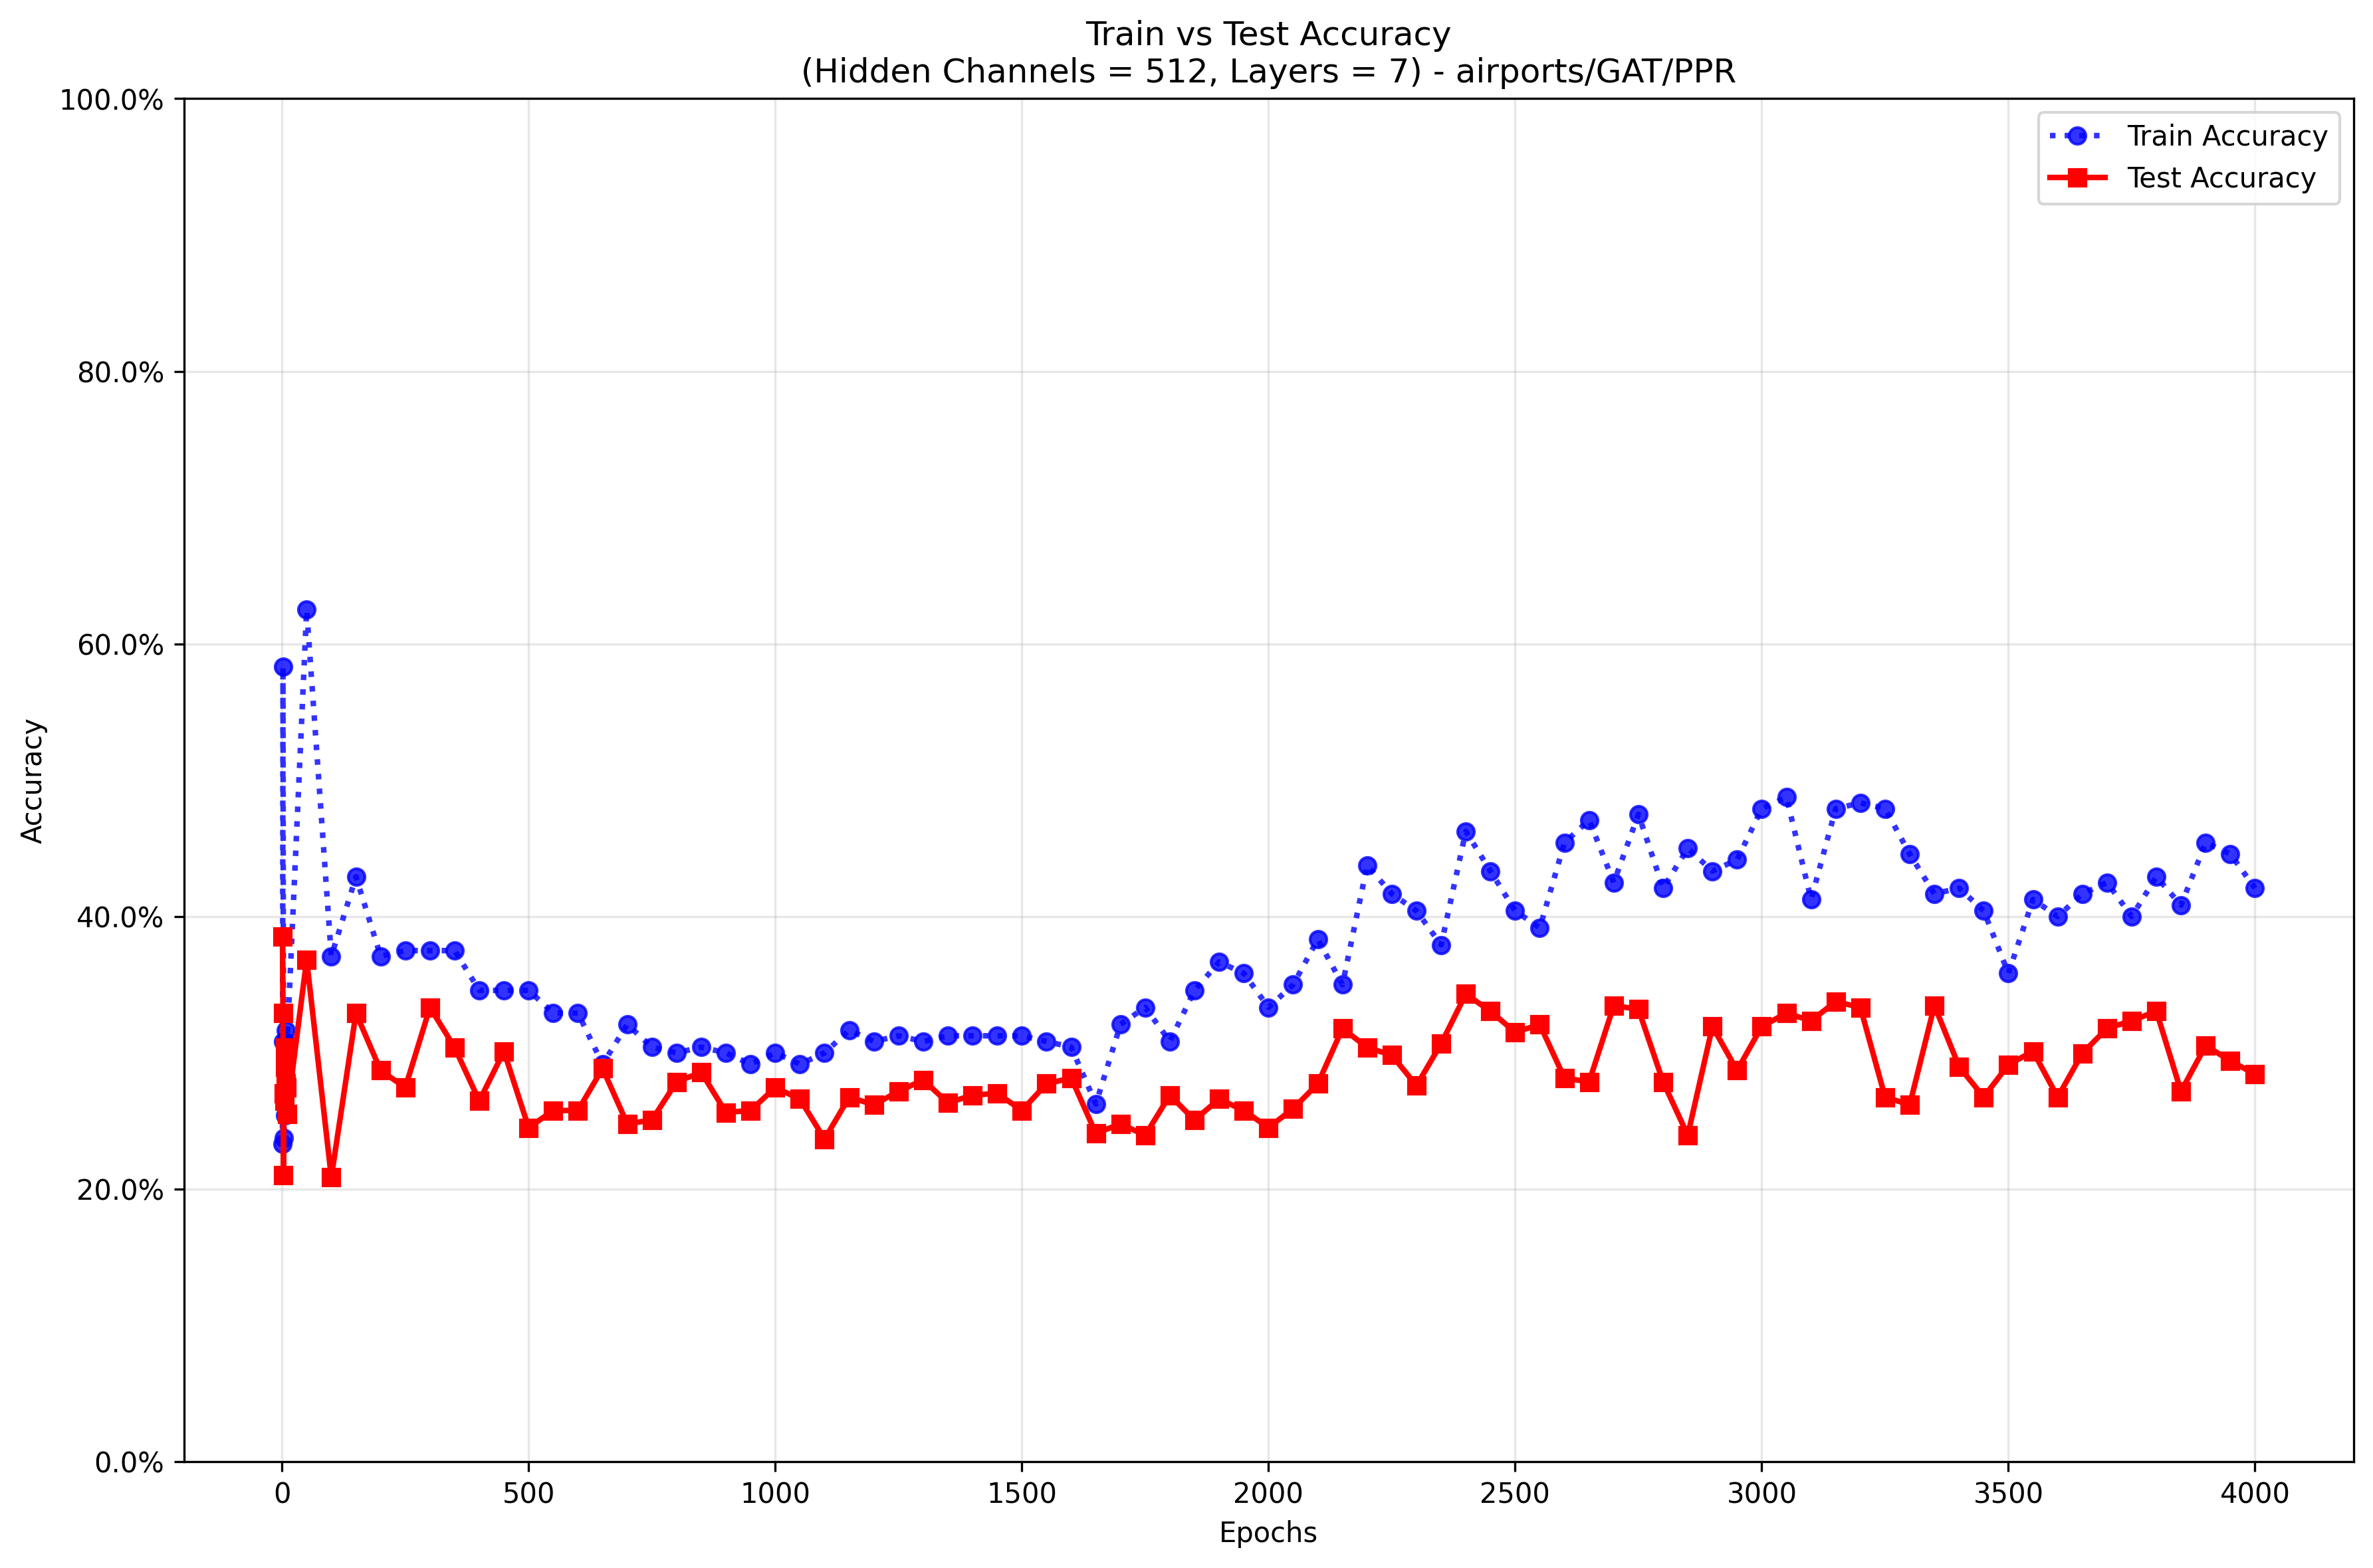 Train vs Test Accuracy
(Hidden Channels = 512, Layers = 7) - airports/GAT/PPR
Train Accuracy
Test Accuracy
100.0%
80.0%
60.0%
40.0%
20.0%
0.0%
Accuracy
0 500 1000 1500 2000 2500 3000 3500 4000
Epochs